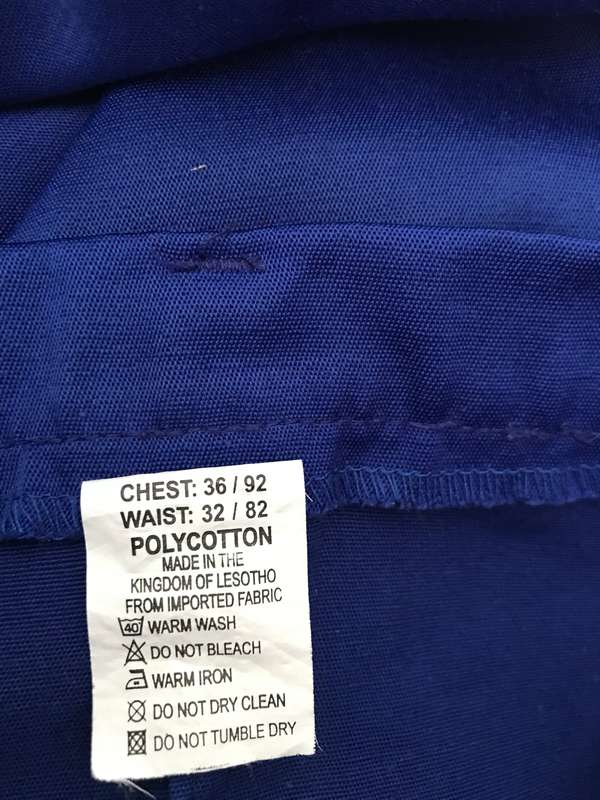 CHEST: 36 / 92
WAIST: 32 / 82
POLYCOTTON
MADE IN THE
KINGDOM OF LESOTHO
FROM IMPORTED FABRIC
40 WARM WASH
DO NOT BLEACH
WARM IRON
DO NOT DRY CLEAN
DO NOT TUMBLE DRY